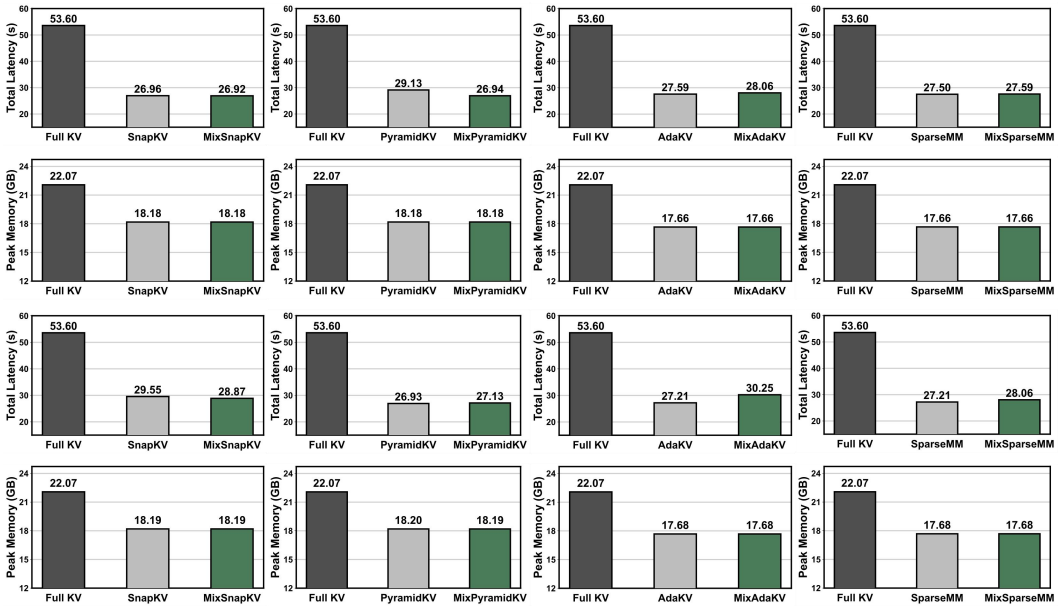 Total Latency (s)
60
50
40
30
20
53.60
26.96
26.92
Full KV
SnapKV
MixSnapKV
Total Latency (s)
60
50
40
30
20
53.60
29.13
26.94
Full KV
PyramidKV
MixPyramidKV
Total Latency (s)
60
50
40
30
20
53.60
27.59
28.06
Full KV
AdaKV
MixAdaKV
Total Latency (s)
60
50
40
30
20
53.60
27.50
27.59
Full KV
SparseMM
MixSparseMM
Peak Memory (GB)
24
21
18
15
12
22.07
18.18
18.18
Full KV
SnapKV
MixSnapKV
Peak Memory (GB)
24
21
18
15
12
22.07
18.18
18.18
Full KV
PyramidKV
MixPyramidKV
Peak Memory (GB)
24
21
18
15
12
22.07
17.66
17.66
Full KV
AdaKV
MixAdaKV
Peak Memory (GB)
24
21
18
15
12
22.07
17.66
17.66
Full KV
SparseMM
MixSparseMM
Total Latency (s)
60
50
40
30
20
53.60
29.55
28.87
Full KV
SnapKV
MixSnapKV
Total Latency (s)
60
50
40
30
20
53.60
26.93
27.13
Full KV
PyramidKV
MixPyramidKV
Total Latency (s)
60
50
40
30
20
53.60
27.21
30.25
Full KV
AdaKV
MixAdaKV
Total Latency (s)
60
50
40
30
20
53.60
27.21
28.06
Full KV
SparseMM
MixSparseMM
Peak Memory (GB)
24
21
18
15
12
22.07
18.19
18.19
Full KV
SnapKV
MixSnapKV
Peak Memory (GB)
24
21
18
15
12
22.07
18.20
18.19
Full KV
PyramidKV
MixPyramidKV
Peak Memory (GB)
24
21
18
15
12
22.07
17.68
17.68
Full KV
AdaKV
MixAdaKV
Peak Memory (GB)
24
21
18
15
12
22.07
17.68
17.68
Full KV
SparseMM
MixSparseMM